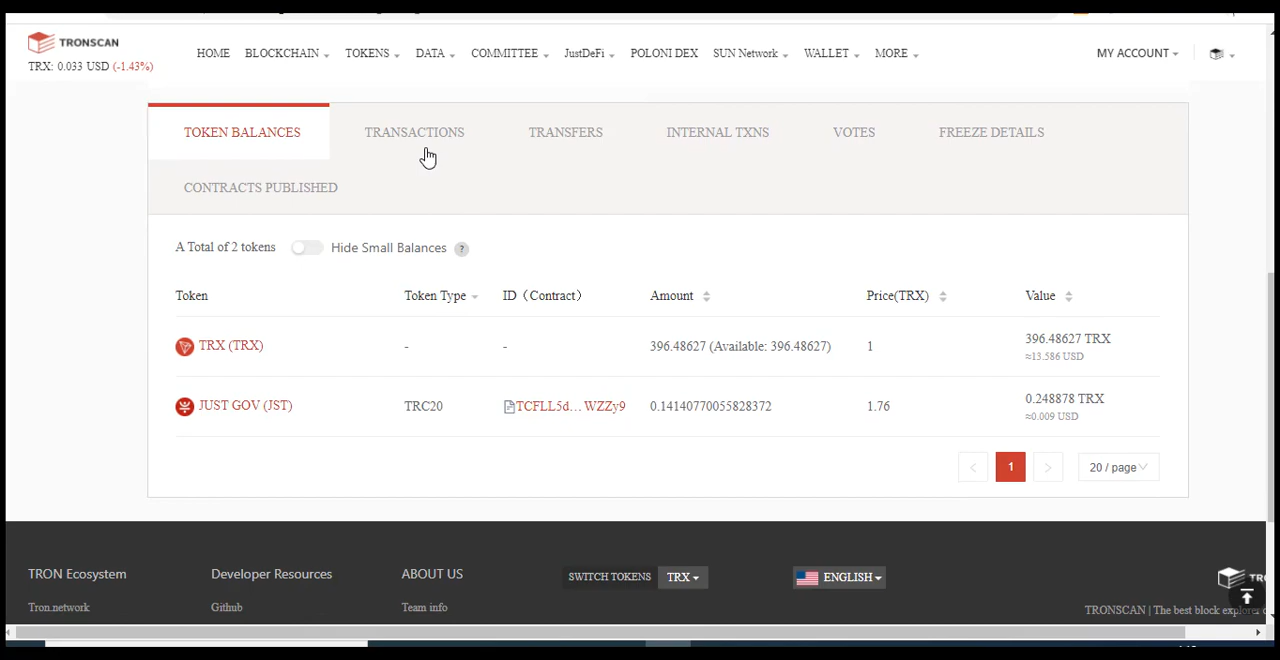 TRONSCAN
TRX: 0.033 USD (-1.43%)
HOME BLOCKCHAIN TOKENS DATA COMMITTEE JustDeFi POLONI DEX SUN Network WALLET MORE
MY ACCOUNT
TOKEN BALANCES TRANSACTIONS TRANSFERS INTERNAL TXNS VOTES FREEZE DETAILS
CONTRACTS PUBLISHED
A Total of 2 tokens Hide Small Balances ?
Token Token Type ID（Contract） Amount Price(TRX) Value
TRX (TRX) - - 396.48627 (Available: 396.48627) 1 396.48627 TRX
≈13.586 USD
JUST GOV (JST) TRC20 TCFLL5d... WZZy9 0.14140770055828372 1.76 0.248878 TRX
≈0.009 USD
< 1 > 20 / page
TRON Ecosystem Developer Resources ABOUT US SWITCH TOKENS TRX ENGLISH
Tron.network Github Team info
TRONSCAN | The best block explorer